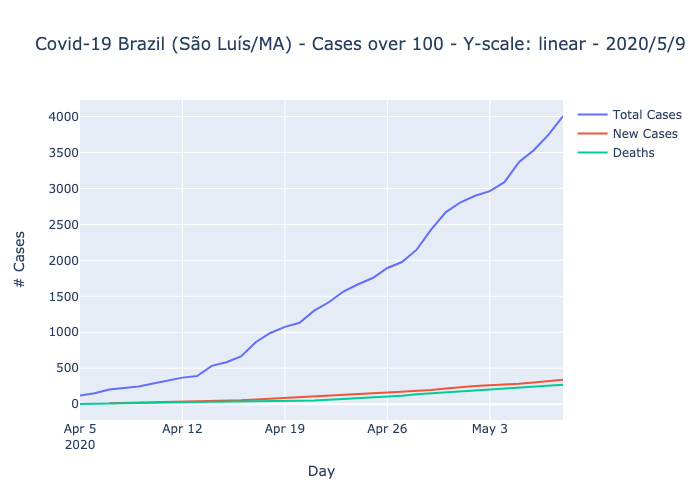 Covid-19 Brazil (São Luís/MA) - Cases over 100 - Y-scale: linear - 2020/5/9
Total Cases
New Cases
Deaths
4000
3500
3000
2500
2000
1500
1000
500
0
# Cases
Apr 5
2020
Apr 12
Apr 19
Apr 26
May 3
Day